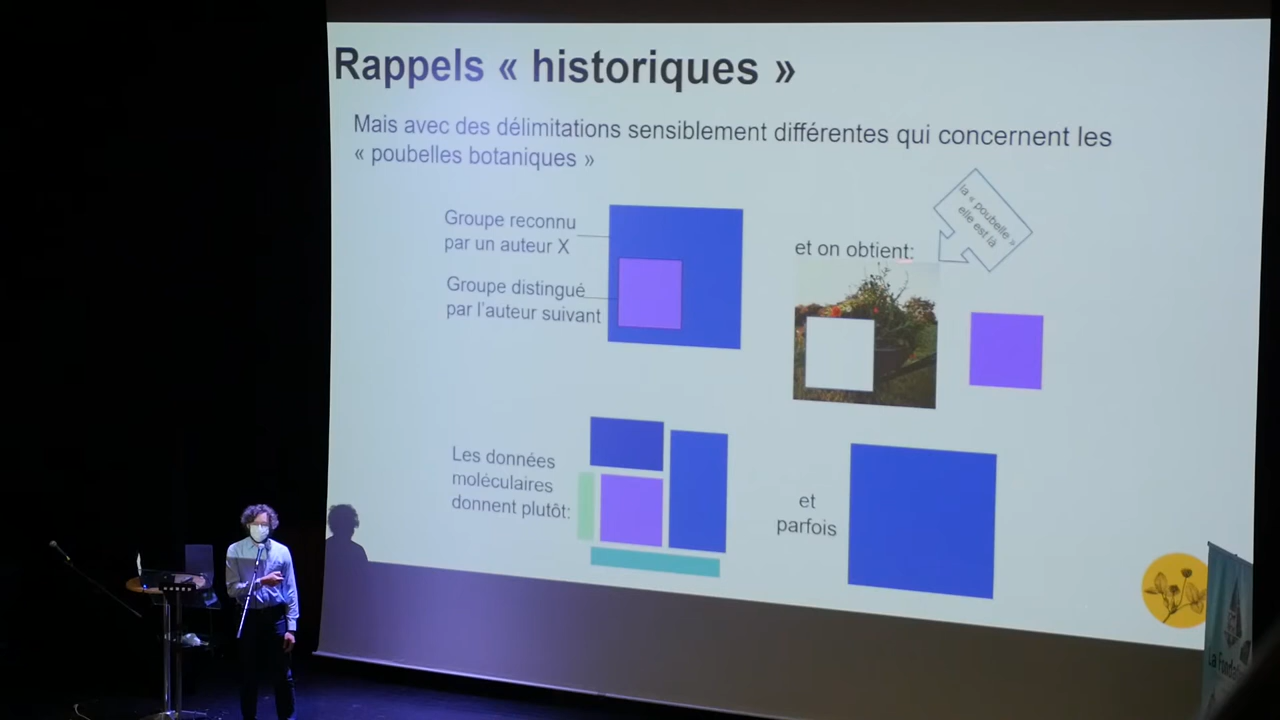 Rappels « historiques »
Mais avec des délimitations sensiblement différentes qui concernent les
« poubelles botaniques »
Groupe reconnu
par un auteur X
Groupe distingué
par l'auteur suivant
et on obtient:
la « poubelle »
elle est là
Les données
moléculaires
donnent plutôt:
et
parfois
La